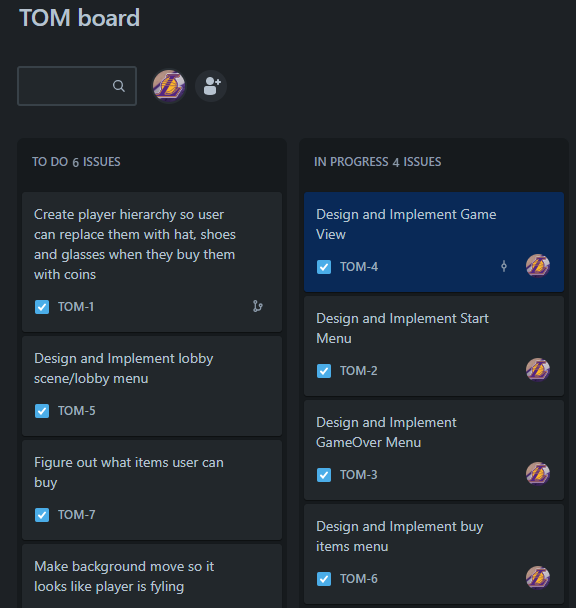 TOM board
TO DO 6 ISSUES
Create player hierarchy so user
can replace them with hat, shoes
and glasses when they buy them
with coins
TOM-1
Design and Implement lobby
scene/lobby menu
TOM-5
Figure out what items user can
buy
TOM-7
Make background move so it
looks like player is fyling
IN PROGRESS 4 ISSUES
Design and Implement Game
View
TOM-4
Design and Implement Start
Menu
TOM-2
Design and Implement
GameOver Menu
TOM-3
Design and Implement buy
items menu
TOM-6